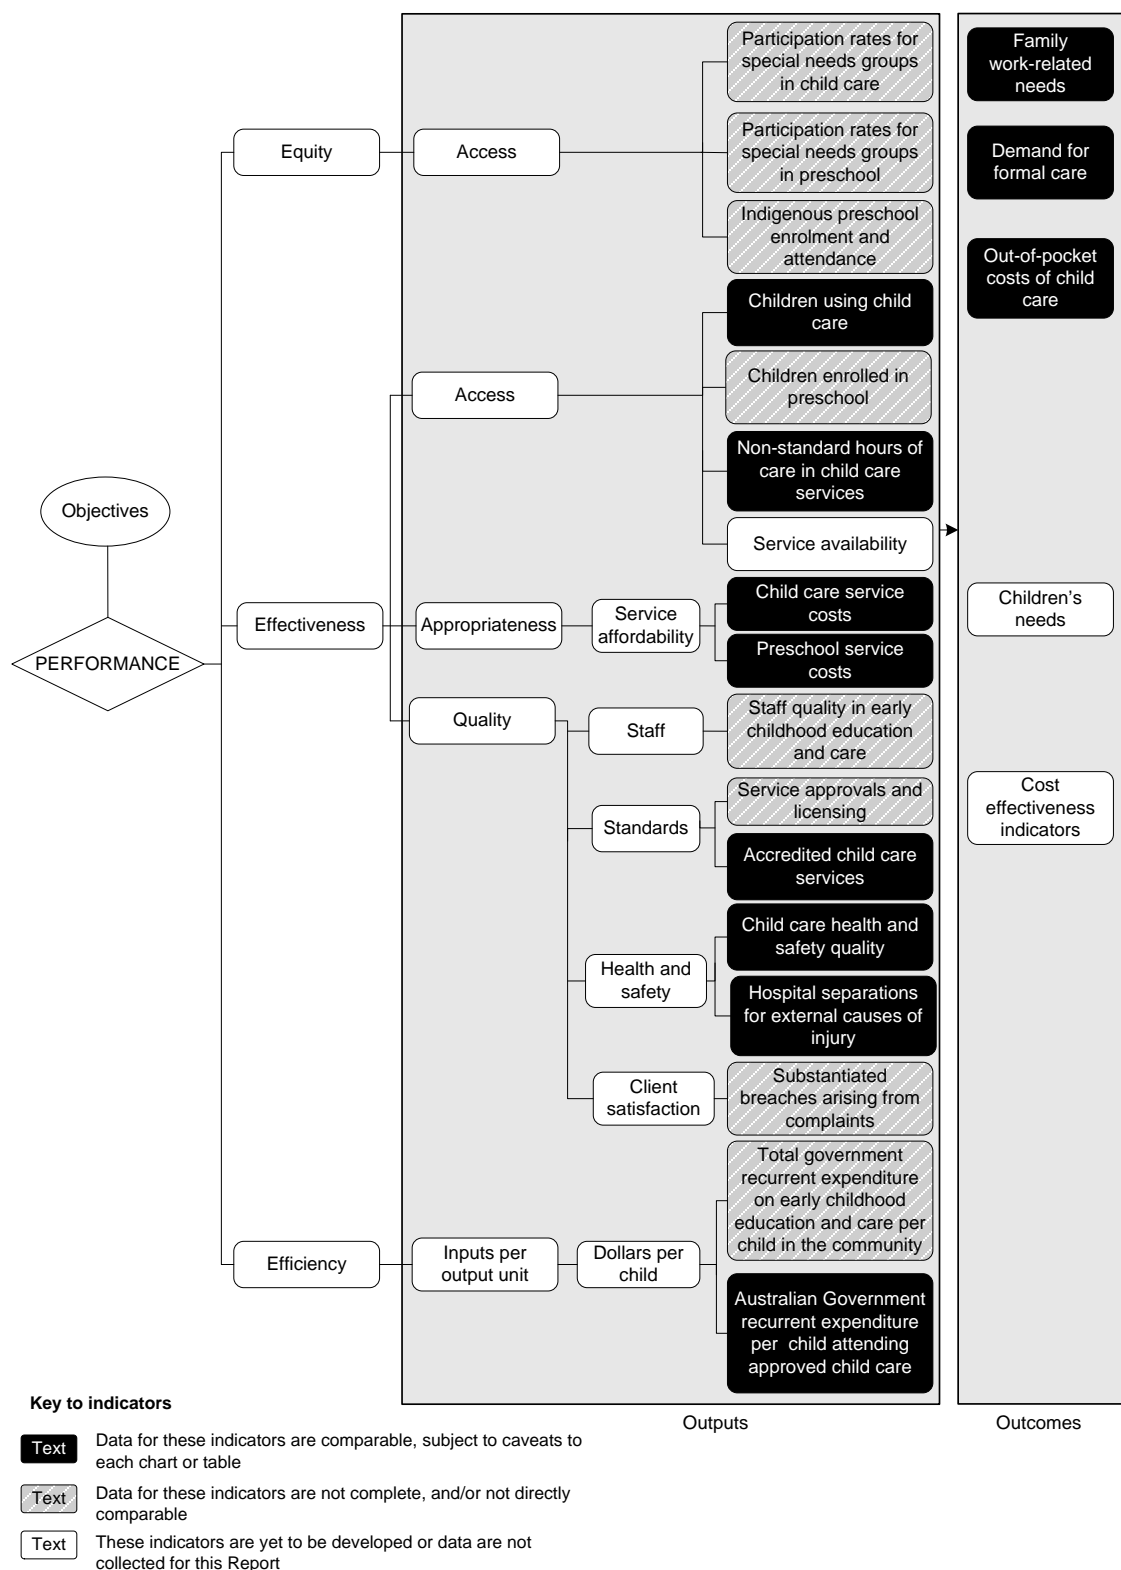 Participation rates for
special needs groups
in child care
Family
work-related
needs
Equity
Access
Participation rates for
special needs groups
in preschool
Demand for
formal care
Indigenous preschool
enrolment and
attendance
Out-of-pocket
costs of child
care
Children using child
care
Access
Children enrolled in
preschool
Non-standard hours of
care in child care
services
Objectives
Service availability
Effectiveness
Appropriateness
Service
affordability
Child care service
costs
Children's
needs
PERFORMANCE
Preschool service
costs
Quality
Staff
Staff quality in early
childhood education
and care
Standards
Service approvals and
licensing
Cost
effectiveness
indicators
Accredited child care
services
Health and
safety
Child care health and
safety quality
Hospital separations
for external causes of
injury
Client
satisfaction
Substantiated
breaches arising from
complaints
Total government
recurrent expenditure
on early childhood
education and care per
child in the community
Efficiency
Inputs per
output unit
Dollars per
child
Australian Government
recurrent expenditure
per child attending
approved child care
Key to indicators
Outputs
Outcomes
Text
Data for these indicators are comparable, subject to caveats to
each chart or table
Text
Data for these indicators are not complete, and/or not directly
comparable
Text
These indicators are yet to be developed or data are not
collected for this Report